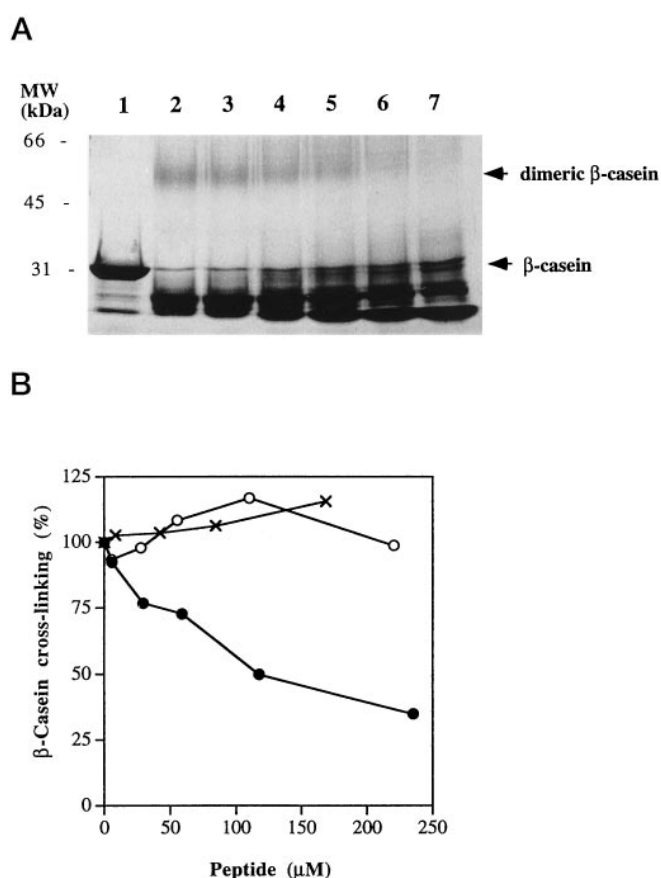 A
MW
(kDa)
1 2 3 4 5 6 7
66 -
dimeric β-casein
45 -
31 -
β-casein
B
β-Casein cross-linking (%)
125
100
75
50
25
0
0 50 100 150 200 250
Peptide (μM)